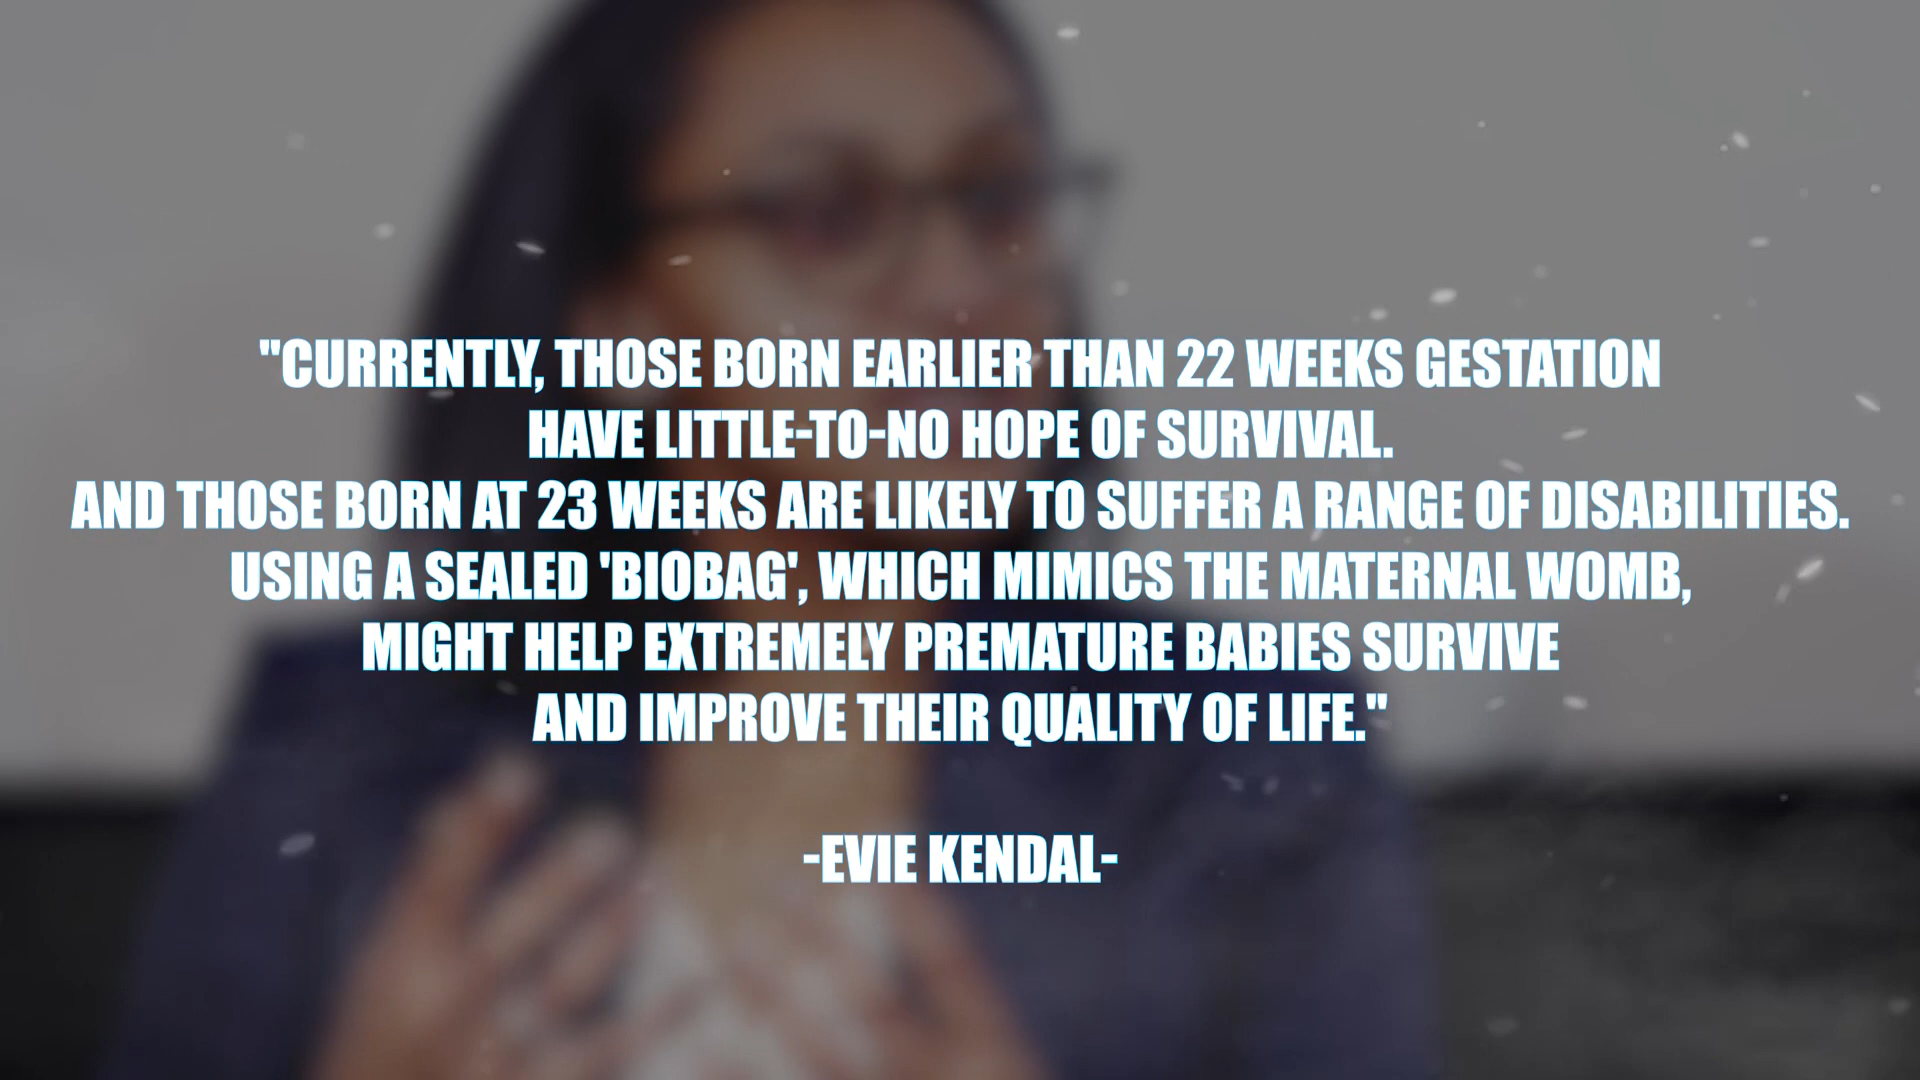 "CURRENTLY, THOSE BORN EARLIER THAN 22 WEEKS GESTATION
HAVE LITTLE-TO-NO HOPE OF SURVIVAL.
AND THOSE BORN AT 23 WEEKS ARE LIKELY TO SUFFER A RANGE OF DISABILITIES.
USING A SEALED 'BIOBAG', WHICH MIMICS THE MATERNAL WOMB,
MIGHT HELP EXTREMELY PREMATURE BABIES SURVIVE
AND IMPROVE THEIR QUALITY OF LIFE."
-EVIE KENDAL-